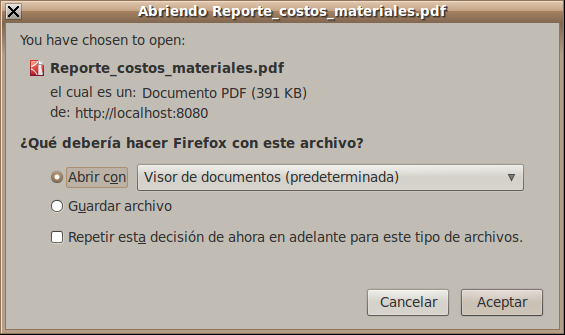 Abriendo Reporte_costos_materiales.pdf
You have chosen to open:
Reporte_costos_materiales.pdf
el cual es un: Documento PDF (391 KB)
de: http://localhost:8080
¿Qué debería hacer Firefox con este archivo?
Abrir con Visor de documentos (predeterminada)
Guardar archivo
Repetir esta decisión de ahora en adelante para este tipo de archivos.
Cancelar Aceptar